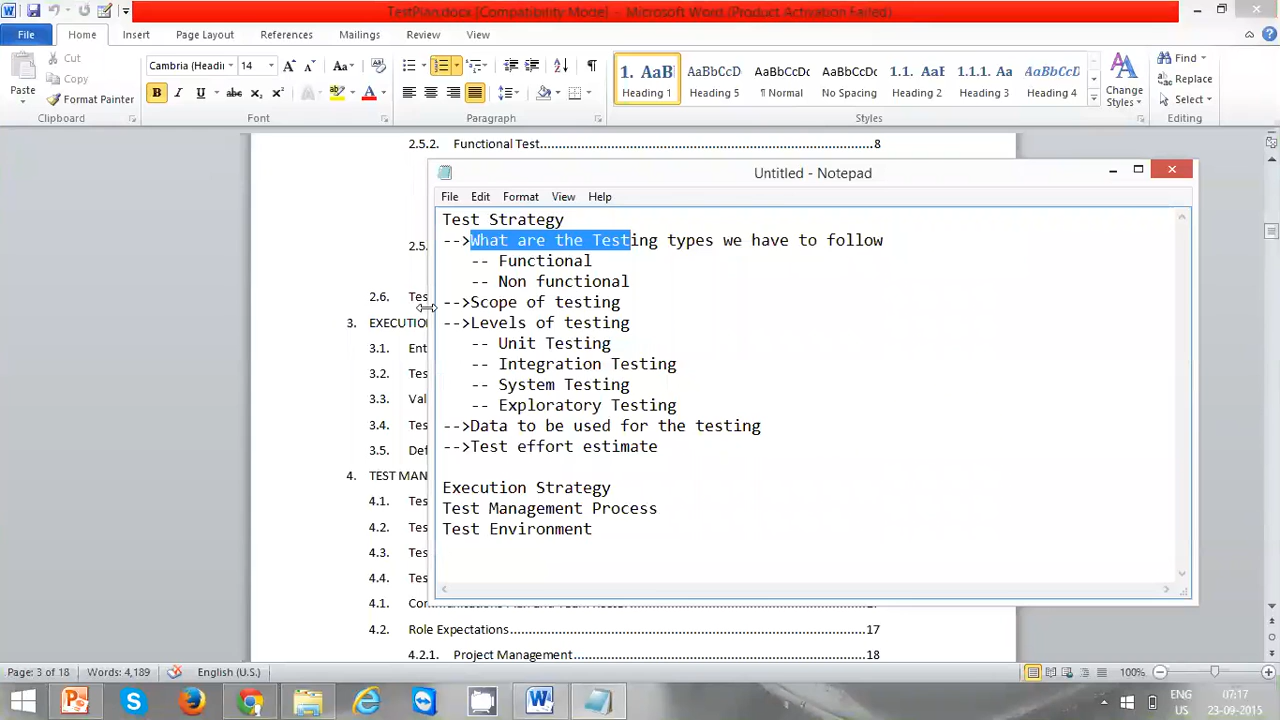 TestPlan.docx [Compatibility Mode] - Microsoft Word (Product Activation Failed)
File Home Insert Page Layout References Mailings Review View
Cut
Copy
Format Painter
Paste
Cambria (Headi 14
1. AaBl AaBbCcD AaBbCcDc AaBbCcDc 1.1. AaE 1.1.1. Aa AaBbCcDc
Heading 1 Heading 5 ¶ Normal No Spacing Heading 2 Heading 3 Heading 4
Change
Styles
Find
Replace
Select
Clipboard Font Paragraph Styles Editing
2.5.2. Functional Test 8
2.5.
2.6. Tes
3. EXECUTIO
3.1. Ent
3.2. Tes
3.3. Val
3.4. Tes
3.5. Def
4. TEST MAN
4.1. Tes
4.2. Tes
4.3. Tes
4.4. Tes
4.1.
4.2. Role Expectations 17
4.2.1. Project Management 18
Untitled - Notepad
File Edit Format View Help
Test Strategy
-->What are the Testing types we have to follow
-- Functional
-- Non functional
-->Scope of testing
-->Levels of testing
-- Unit Testing
-- Integration Testing
-- System Testing
-- Exploratory Testing
-->Data to be used for the testing
-->Test effort estimate
Execution Strategy
Test Management Process
Test Environment
Page: 3 of 18 Words: 4,189 English (U.S.) 100%
ENG
US
07:17
23-09-2015